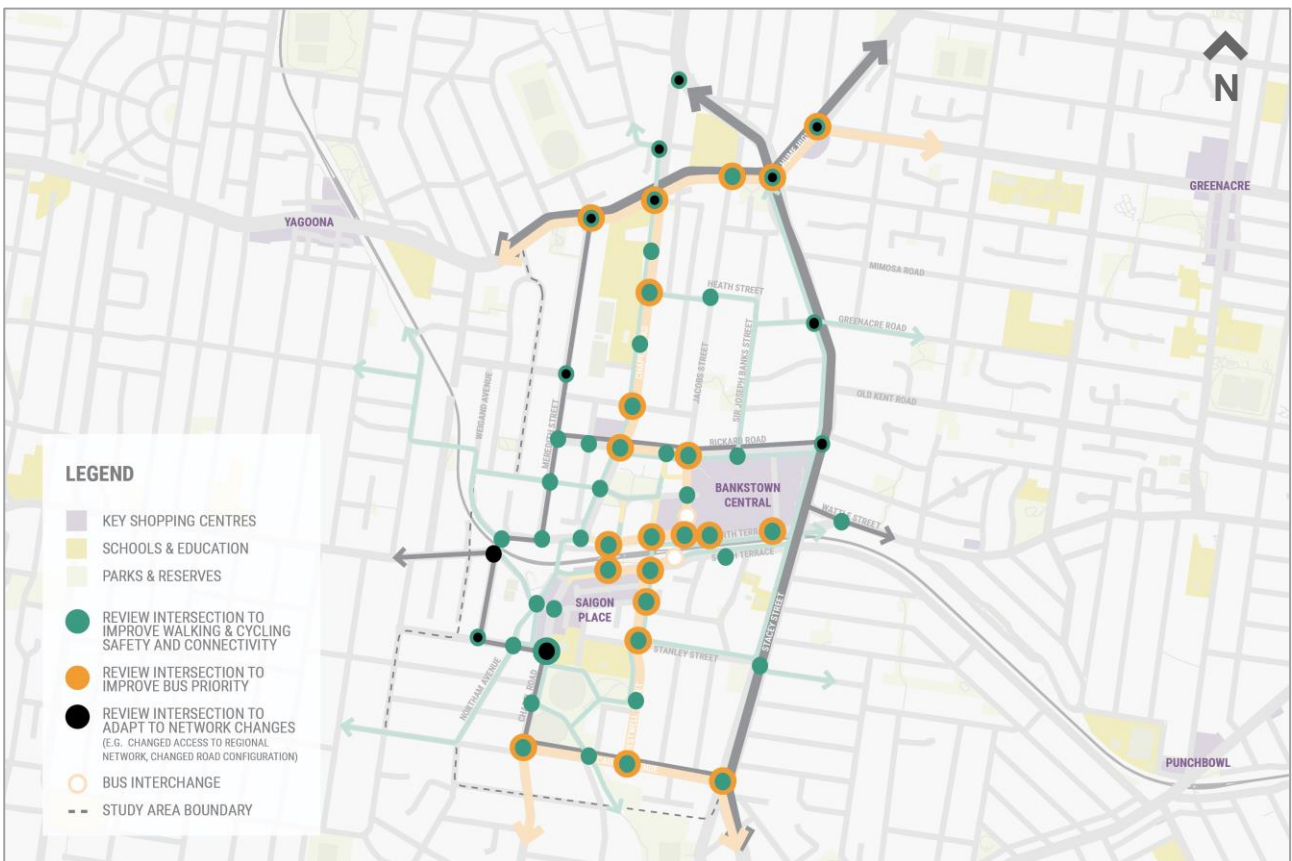 N
GREENACRE
YAGOONA
MIMOSA ROAD
HEATH STREET
GREENACRE ROAD
JACOBS STREET
SIR JOSEPH BANKS STREET
OLD KENT ROAD
WEIGAND AVENUE
MEREDITH STREET
RICKARD ROAD
BANKSTOWN
CENTRAL
WATTLE STREET
TERRACE
SAIGON
PLACE
STACEY STREET
STANLEY STREET
NORTHAM AVENUE
ROAD
PUNCHBOWL
LEGEND
KEY SHOPPING CENTRES
SCHOOLS & EDUCATION
PARKS & RESERVES
REVIEW INTERSECTION TO
IMPROVE WALKING & CYCLING
SAFETY AND CONNECTIVITY
REVIEW INTERSECTION TO
IMPROVE BUS PRIORITY
REVIEW INTERSECTION TO
ADAPT TO NETWORK CHANGES
(E.G. CHANGED ACCESS TO REGIONAL
NETWORK, CHANGED ROAD CONFIGURATION)
BUS INTERCHANGE
STUDY AREA BOUNDARY